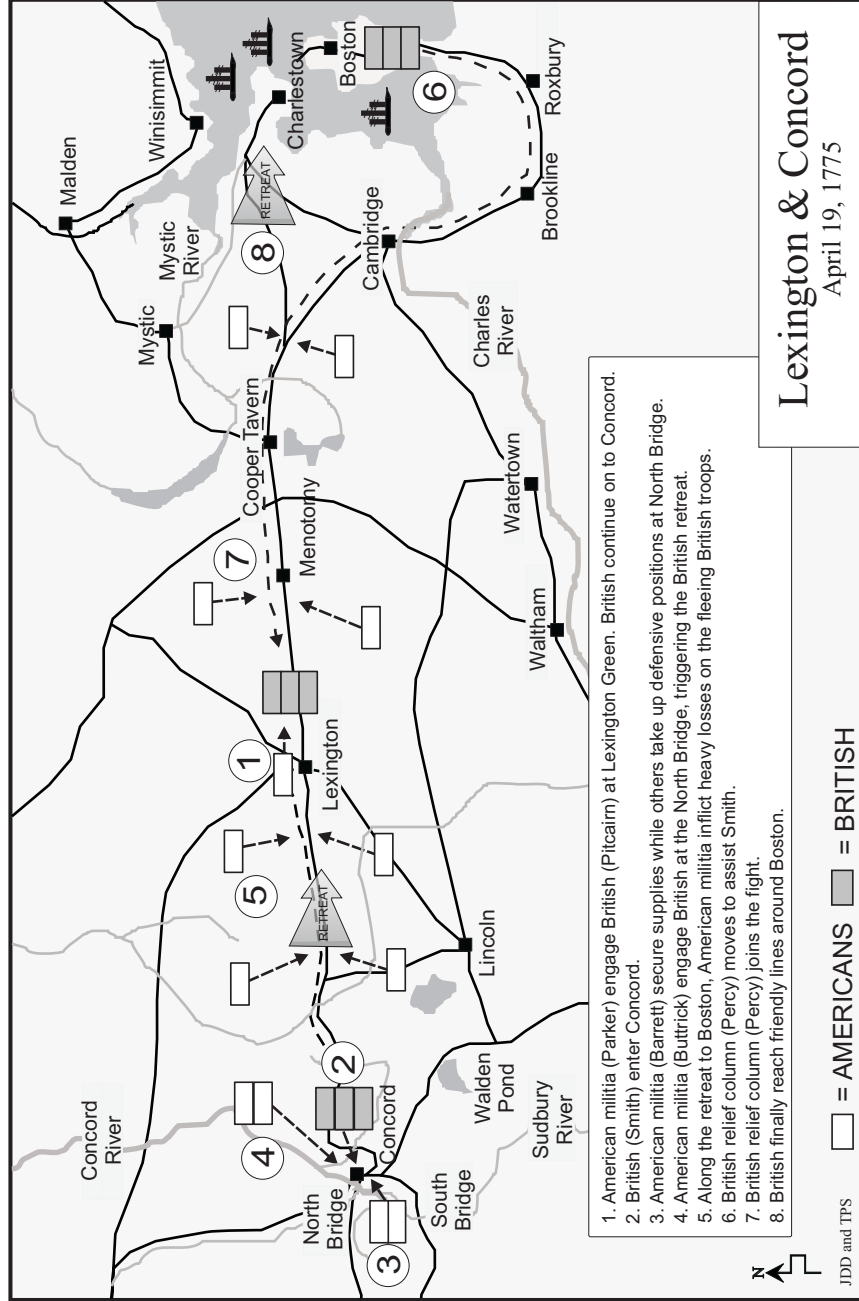 Lexington & Concord
April 19, 1775
Malden
Winisimmit
Mystic
River
Mystic
Charlestown
Boston
6
Roxbury
Brookline
Cambridge
RETREAT
8
Cooper Tavern
Charles
River
Menotomy
7
Watertown
Waltham
1
Lexington
5
RETREAT
Lincoln
2
Concord
Walden
Pond
Sudbury
River
Concord
River
4
North
Bridge
South
Bridge
3
1. American militia (Parker) engage British (Pitcairn) at Lexington Green. British continue on to Concord.
2. British (Smith) enter Concord.
3. American militia (Barrett) secure supplies while others take up defensive positions at North Bridge.
4. American militia (Buttrick) engage British at the North Bridge, triggering the British retreat.
5. Along the retreat to Boston, American militia inflict heavy losses on the fleeing British troops.
6. British relief column (Percy) moves to assist Smith.
7. British relief column (Percy) joins the fight.
8. British finally reach friendly lines around Boston.
N
JDD and TPS
= AMERICANS
= BRITISH